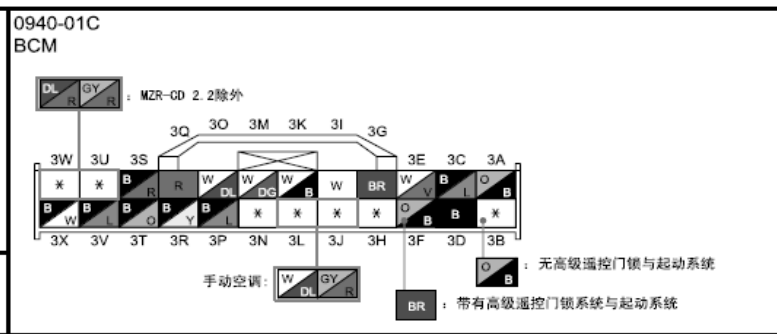 0940-01C
BCM
DL R GY R : MZR-CD 2.2除外
3Q 3O 3M 3K 3I 3G
3W 3U 3S 3E 3C 3A
* * B R R W DL W DG W B W BR W V B L O B
B W B L B O B Y B L * * * * O B B *
3X 3V 3T 3R 3P 3N 3L 3J 3H 3F 3D 3B
手动空调: W DL GY R
O B : 无高级遥控门锁与起动系统
BR : 带有高级遥控门锁系统与起动系统